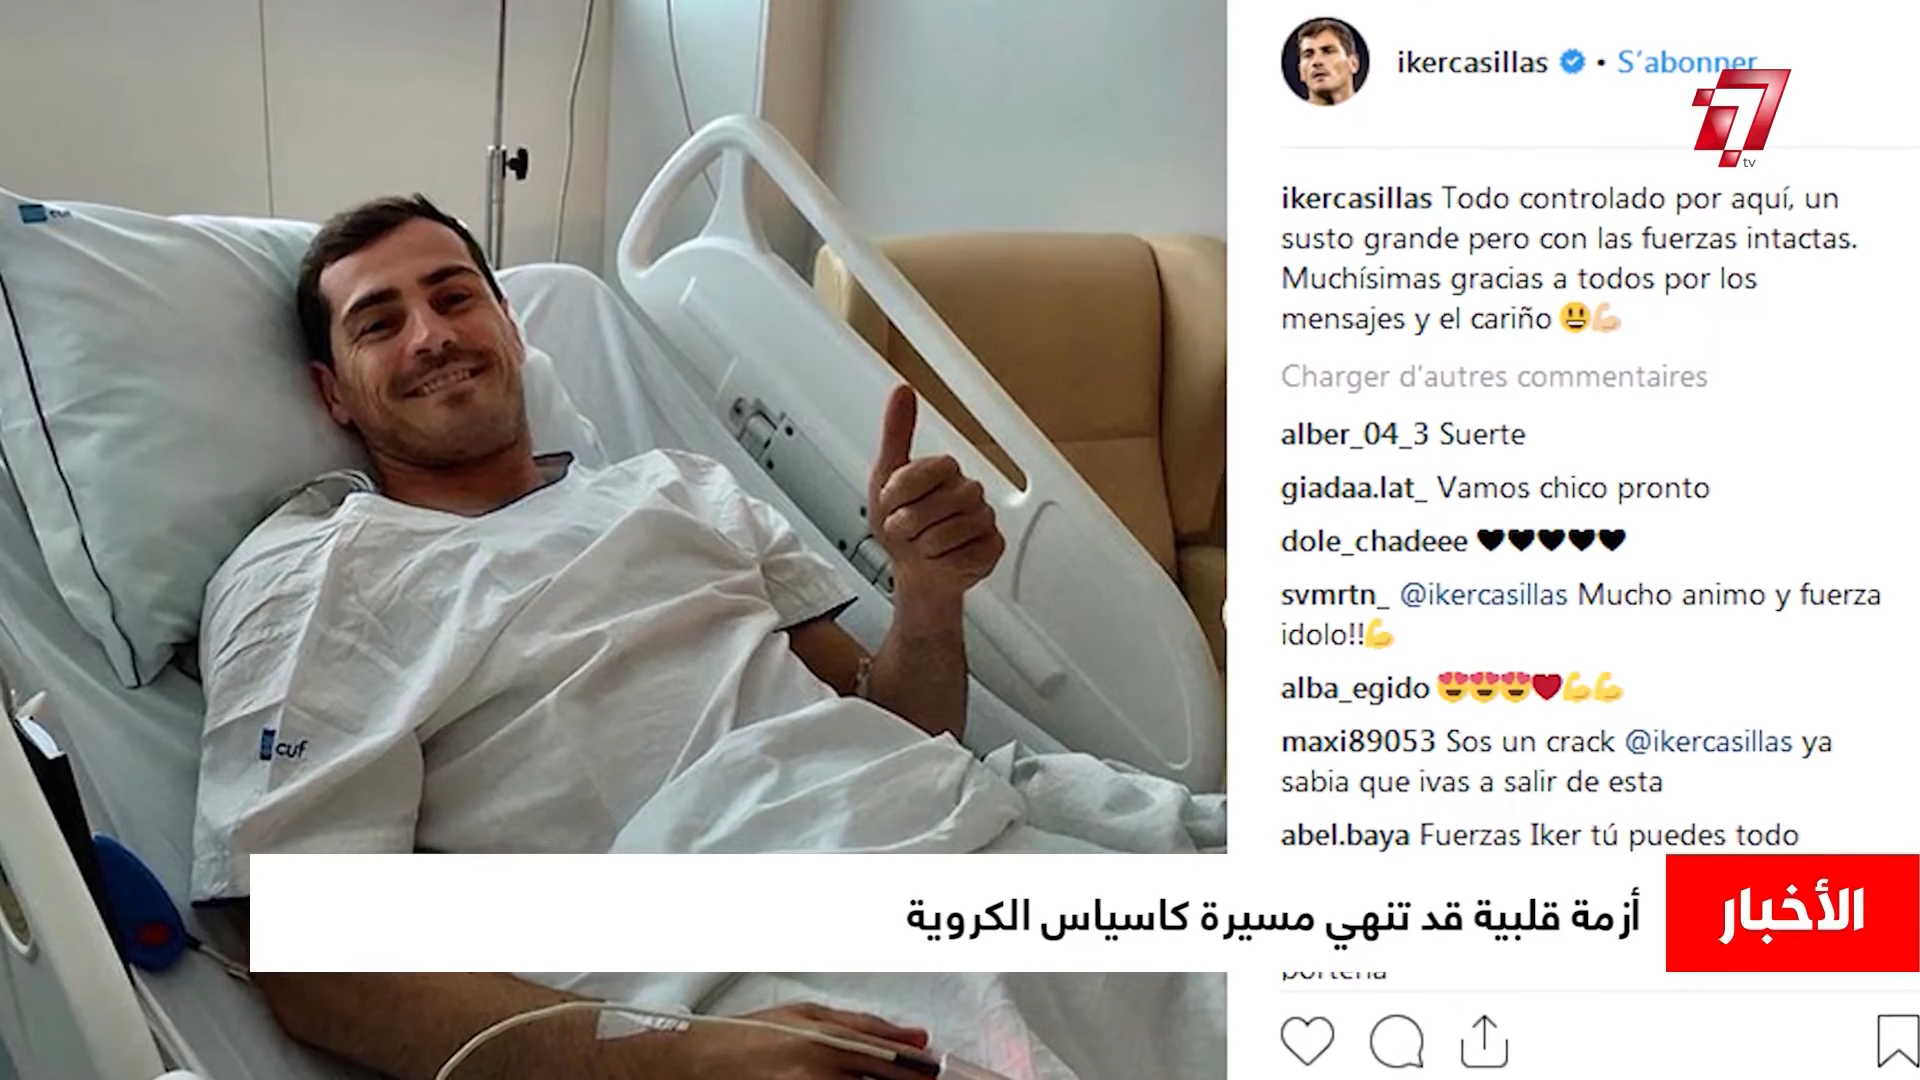 ikercasillas • S'abonner
tv
ikercasillas Todo controlado por aquí, un
susto grande pero con las fuerzas intactas.
Muchísimas gracias a todos por los
mensajes y el cariño 😃💪🏻
Charger d'autres commentaires
alber_04_3 Suerte
giadaa.lat_ Vamos chico pronto
dole_chadeee 🖤🖤🖤🖤🖤
svmrtn_ @ikercasillas Mucho animo y fuerza
idolo!!💪
alba_egido 😍😍😍❤️💪💪
maxi89053 Sos un crack @ikercasillas ya
sabia que ivas a salir de esta
abel.baya Fuerzas Iker tú puedes todo
cuf
cuf
الأخبار
أزمة قلبية قد تنهي مسيرة كاسياس الكروية